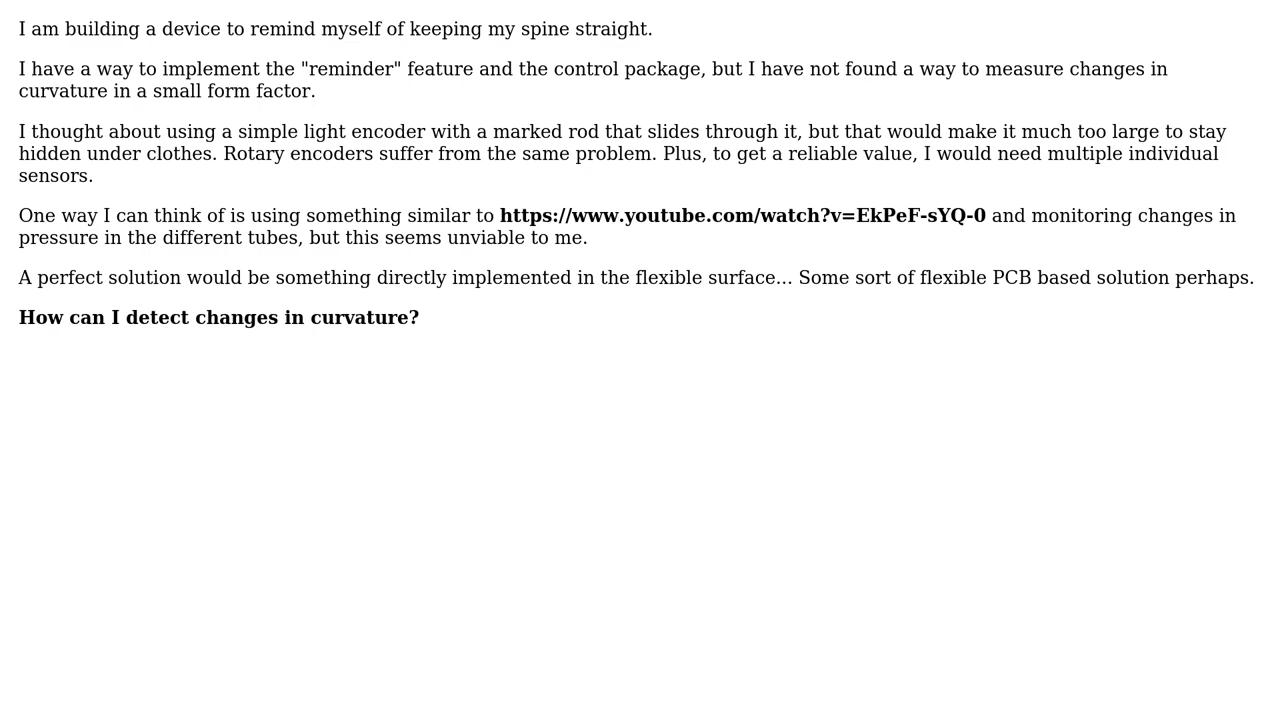 I am building a device to remind myself of keeping my spine straight.
I have a way to implement the "reminder" feature and the control package, but I have not found a way to measure changes in
curvature in a small form factor.
I thought about using a simple light encoder with a marked rod that slides through it, but that would make it much too large to stay
hidden under clothes. Rotary encoders suffer from the same problem. Plus, to get a reliable value, I would need multiple individual
sensors.
One way I can think of is using something similar to https://www.youtube.com/watch?v=EkPeF-sYQ-0 and monitoring changes in
pressure in the different tubes, but this seems unviable to me.
A perfect solution would be something directly implemented in the flexible surface... Some sort of flexible PCB based solution perhaps.
How can I detect changes in curvature?